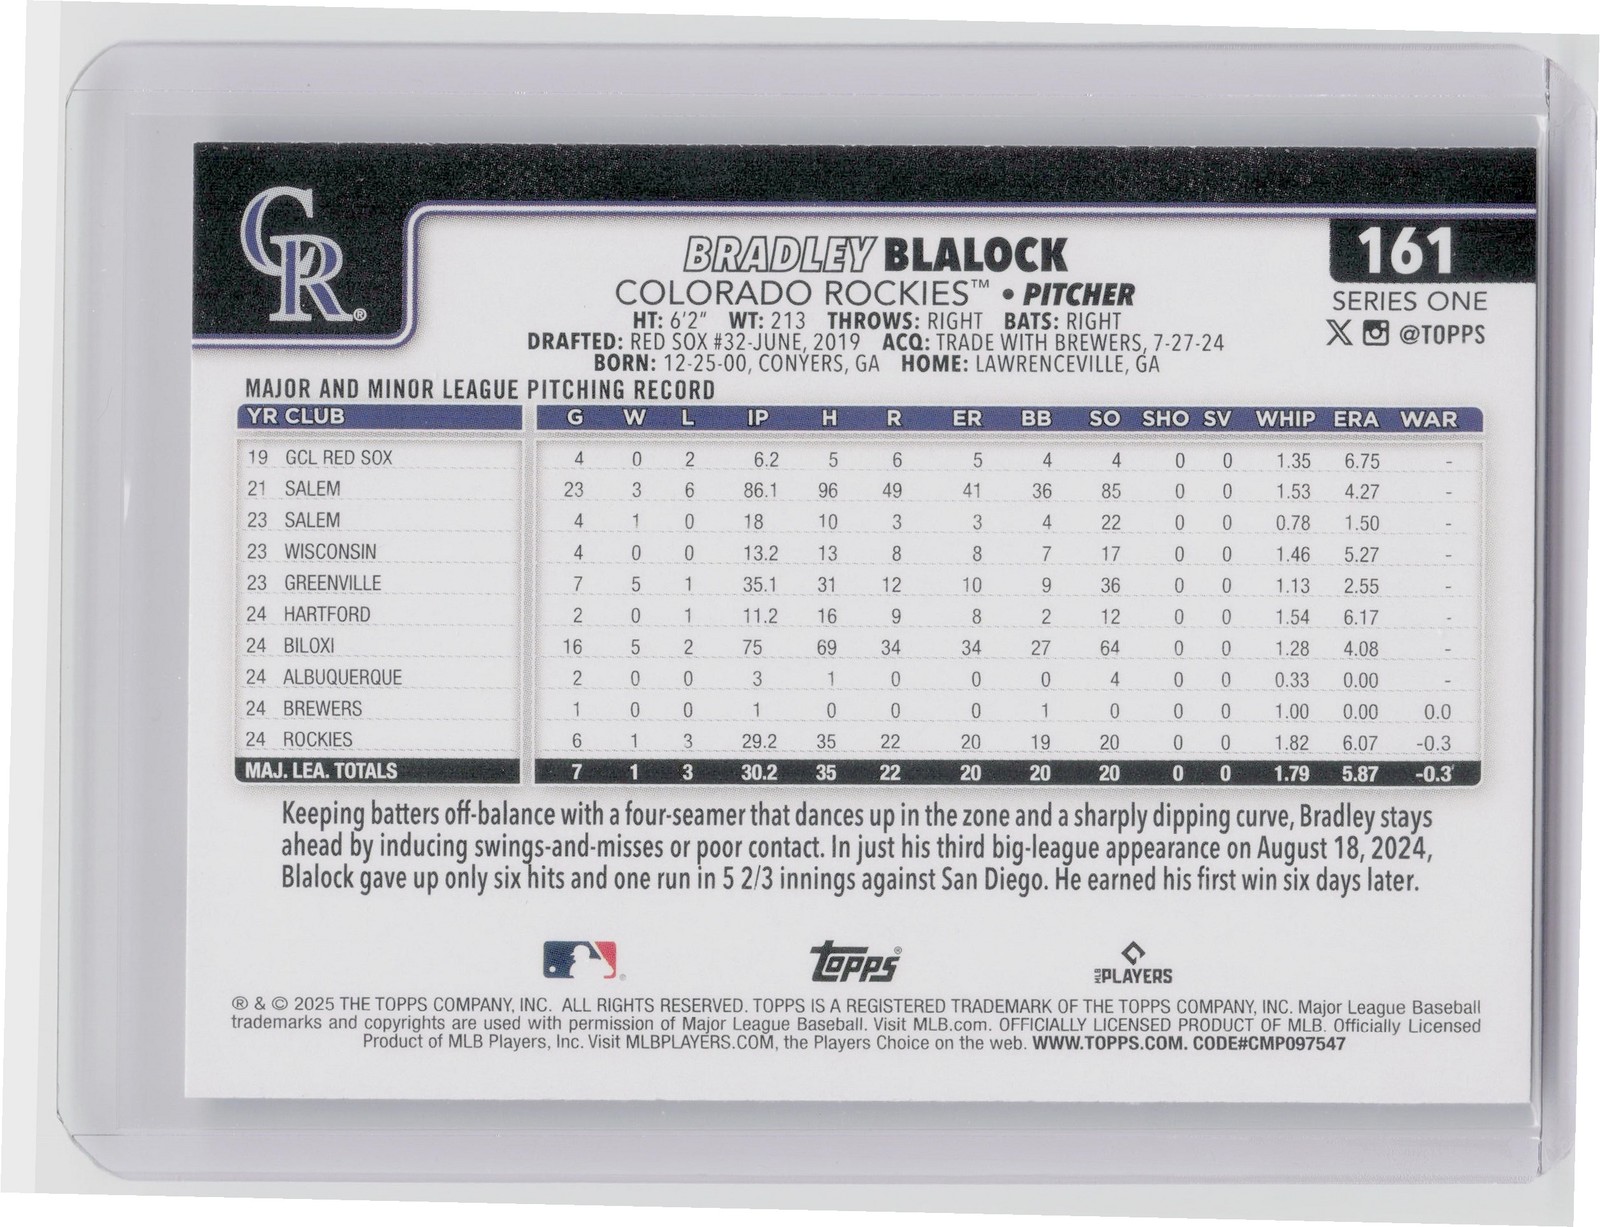 CR®
BRADLEY BLALOCK
161
COLORADO ROCKIES™ • PITCHER
SERIES ONE
HT: 6'2" WT: 213 THROWS: RIGHT BATS: RIGHT
@TOPPS
DRAFTED: RED SOX #32-JUNE, 2019 ACQ: TRADE WITH BREWERS, 7-27-24
BORN: 12-25-00, CONYERS, GA HOME: LAWRENCEVILLE, GA
MAJOR AND MINOR LEAGUE PITCHING RECORD
YR CLUB G W L IP H R ER BB SO SHO SV WHIP ERA WAR
19 GCL RED SOX 4 0 2 6.2 5 6 5 4 4 0 0 1.35 6.75 -
21 SALEM 23 3 6 86.1 96 49 41 36 85 0 0 1.53 4.27 -
23 SALEM 4 1 0 18 10 3 3 4 22 0 0 0.78 1.50 -
23 WISCONSIN 4 0 0 13.2 13 8 8 7 17 0 0 1.46 5.27 -
23 GREENVILLE 7 5 1 35.1 31 12 10 9 36 0 0 1.13 2.55 -
24 HARTFORD 2 0 1 11.2 16 9 8 2 12 0 0 1.54 6.17 -
24 BILOXI 16 5 2 75 69 34 34 27 64 0 0 1.28 4.08 -
24 ALBUQUERQUE 2 0 0 3 1 0 0 0 4 0 0 0.33 0.00 -
24 BREWERS 1 0 0 1 0 0 0 1 0 0 0 1.00 0.00 0.0
24 ROCKIES 6 1 3 29.2 35 22 20 19 20 0 0 1.82 6.07 -0.3
MAJ. LEA. TOTALS 7 1 3 30.2 35 22 20 20 20 0 0 1.79 5.87 -0.3
Keeping batters off-balance with a four-seamer that dances up in the zone and a sharply dipping curve, Bradley stays
ahead by inducing swings-and-misses or poor contact. In just his third big-league appearance on August 18, 2024,
Blalock gave up only six hits and one run in 5 2/3 innings against San Diego. He earned his first win six days later.
®
topps®
MLB PLAYERS
® & © 2025 THE TOPPS COMPANY, INC. ALL RIGHTS RESERVED. TOPPS IS A REGISTERED TRADEMARK OF THE TOPPS COMPANY, INC. Major League Baseball
trademarks and copyrights are used with permission of Major League Baseball. Visit MLB.com. OFFICIALLY LICENSED PRODUCT OF MLB. Officially Licensed
Product of MLB Players, Inc. Visit MLBPLAYERS.COM, the Players Choice on the web. WWW.TOPPS.COM. CODE#CMP097547